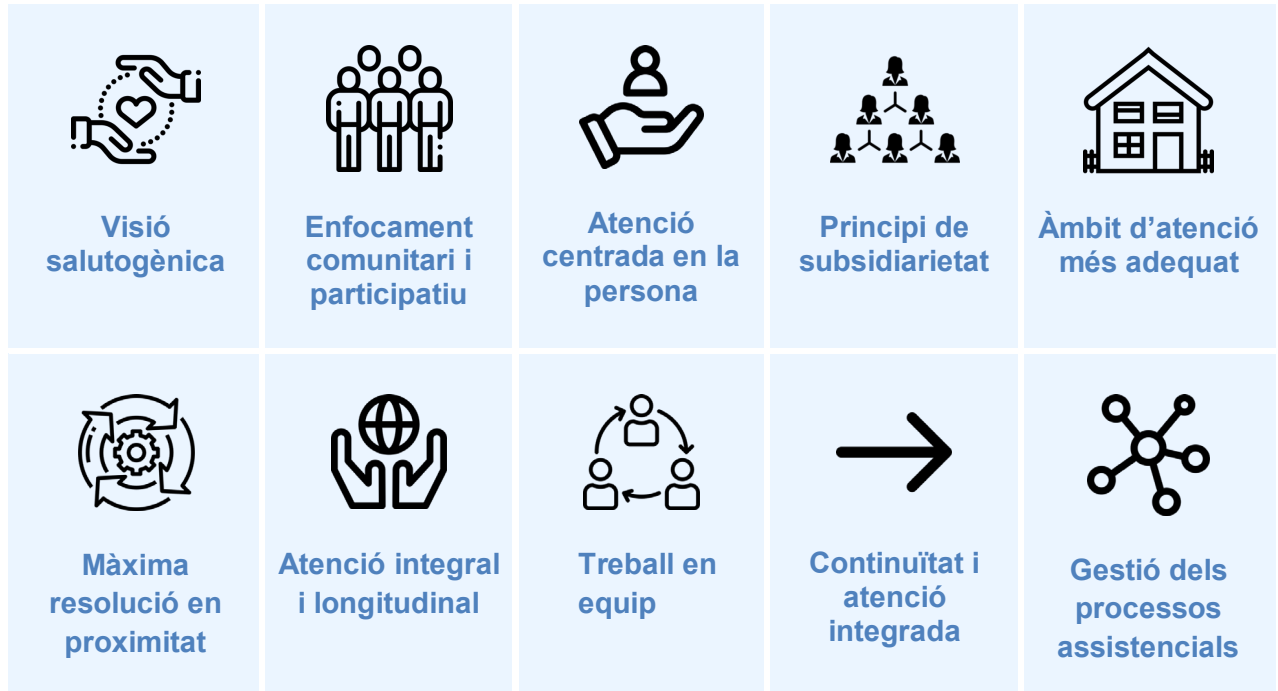 Visió
salutogènica
Enfocament
comunitari i
participatiu
Atenció
centrada en la
persona
Principi de
subsidiarietat
Àmbit d’atenció
més adequat
Màxima
resolució en
proximitat
Atenció integral
i longitudinal
Treball en
equip
Continuïtat i
atenció
integrada
Gestió dels
processos
assistencials